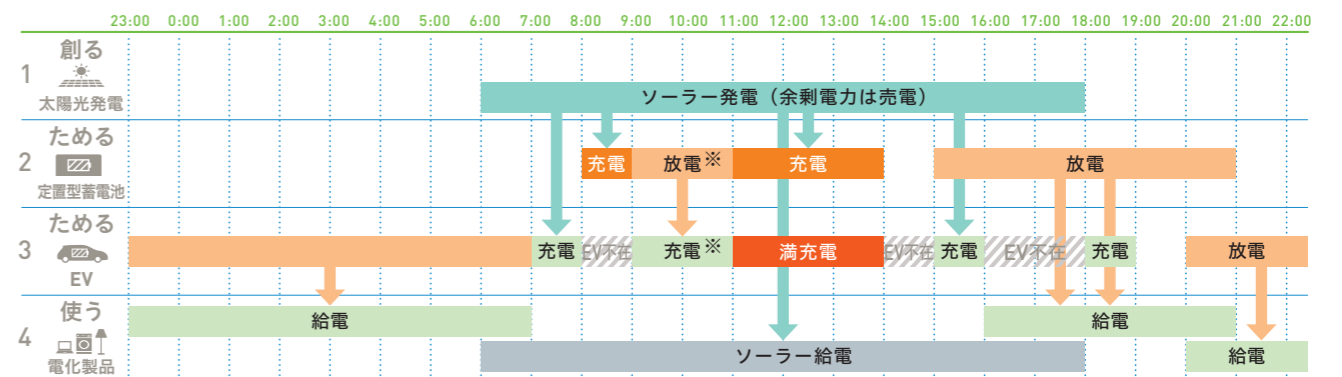 23:00 0:00 1:00 2:00 3:00 4:00 5:00 6:00 7:00 8:00 9:00 10:00 11:00 12:00 13:00 14:00 15:00 16:00 17:00 18:00 19:00 20:00 21:00 22:00
1
創る
太陽光発電
ソーラー発電（余剰電力は売電）
2
ためる
定置型蓄電池
充電 放電※ 充電 放電
3
ためる
EV
充電 EV不在 充電※ 満充電 EV不在 充電 EV不在 充電 放電
4
使う
電化製品
給電 給電
ソーラー給電 給電